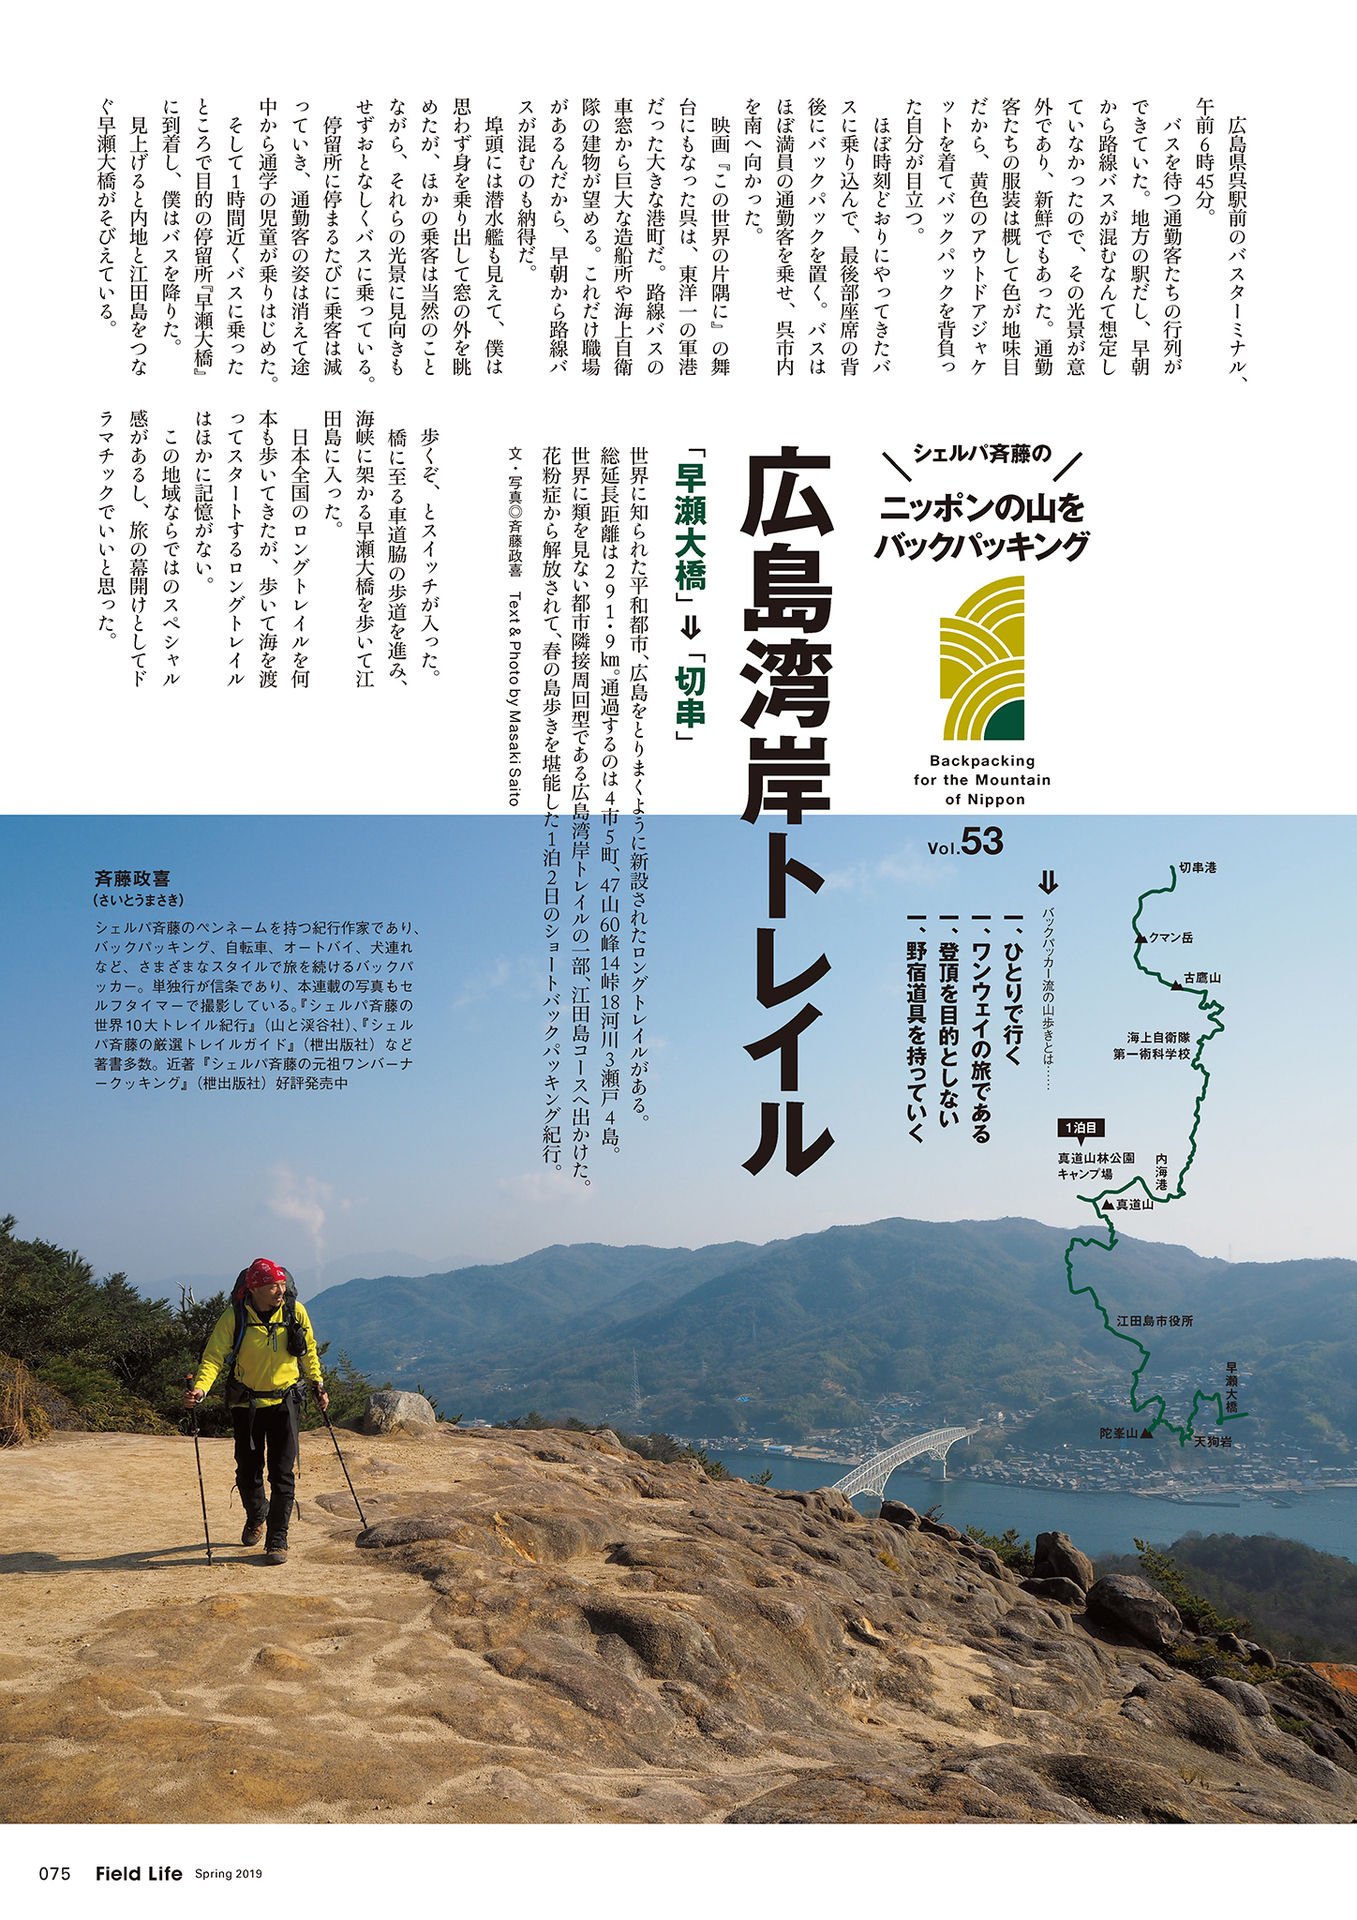 シェルパ斉藤の
ニッポンの山を
バックパッキング
Backpacking
for the Mountain
of Nippon
Vol.53
広島湾岸トレイル
「早瀬大橋」⇒「切串」
世界に知られた平和都市、広島をとりまくように新設されたロングトレイルがある。
総延長距離は291・9㎞。通過するのは4市5町、47山60峰14峠18河川3瀬戸4島。
世界に類を見ない都市隣接周回型である広島湾岸トレイルの一部、江田島コースへ出かけた。
花粉症から解放されて、春の島歩きを堪能した1泊2日のショートバックパッキング紀行。
文・写真◎斉藤政喜 Text & Photo by Masaki Saito
広島県呉駅前のバスターミナル、
午前6時45分。
バスを待つ通勤客たちの行列が
できていた。地方の駅だし、早朝
から路線バスが混むなんて想定し
ていなかったので、その光景が意
外であり、新鮮でもあった。通勤
客たちの服装は概して色が地味目
だから、黄色のアウトドアジャケ
ットを着てバックパックを背負っ
た自分が目立つ。
ほぼ時刻どおりにやってきたバ
スに乗り込んで、最後部座席の背
後にバックパックを置く。バスは
ほぼ満員の通勤客を乗せ、呉市内
を南へ向かった。
映画『この世界の片隅に』の舞
台にもなった呉は、東洋一の軍港
だった大きな港町だ。路線バスの
車窓から巨大な造船所や海上自衛
隊の建物が望める。これだけ職場
があるんだから、早朝から路線バ
スが混むのも納得だ。
埠頭には潜水艦も見えて、僕は
思わず身を乗り出して窓の外を眺
めたが、ほかの乗客は当然のこと
ながら、それらの光景に見向きも
せずおとなしくバスに乗っている。
停留所に停まるたびに乗客は減
っていき、通勤客の姿は消えて途
中から通学の児童が乗りはじめた。
そして1時間近くバスに乗った
ところで目的の停留所『早瀬大橋』
に到着し、僕はバスを降りた。
見上げると内地と江田島をつな
ぐ早瀬大橋がそびえている。
歩くぞ、とスイッチが入った。
橋に至る車道脇の歩道を進み、
海峡に架かる早瀬大橋を歩いて江
田島に入った。
日本全国のロングトレイルを何
本も歩いてきたが、歩いて海を渡
ってスタートするロングトレイル
はほかに記憶がない。
この地域ならではのスペシャル
感があるし、旅の幕開けとしてド
ラマチックでいいと思った。
⇒
バックパッカー流の山歩きとは……
一、ひとりで行く
一、ワンウェイの旅である
一、登頂を目的としない
一、野宿道具を持っていく
切串港
クマン岳
古鷹山
海上自衛隊
第一術科学校
1泊目
真道山林公園
キャンプ場
内海港
真道山
江田島市役所
早瀬大橋
陀峯山
天狗岩
斉藤政喜
(さいとうまさき)
シェルパ斉藤のペンネームを持つ紀行作家であり、
バックパッキング、自転車、オートバイ、犬連れ
など、さまざまなスタイルで旅を続けるバックパ
ッカー。単独行が信条であり、本連載の写真もセ
ルフタイマーで撮影している。『シェルパ斉藤の
世界10大トレイル紀行』(山と渓谷社)、『シェル
パ斉藤の厳選トレイルガイド』(枻出版社)など
著書多数。近著『シェルパ斉藤の元祖ワンバーナ
ークッキング』(枻出版社)好評発売中
075 Field Life Spring 2019